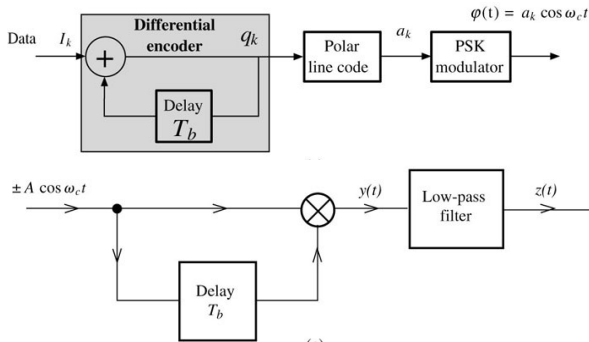 Data
I_k
Differential
encoder
q_k
+
Delay
T_b
Polar
line code
a_k
PSK
modulator
φ(t) = a_k cos ω_c t
± A cos ω_c t
Delay
T_b
y(t)
Low-pass
filter
z(t)